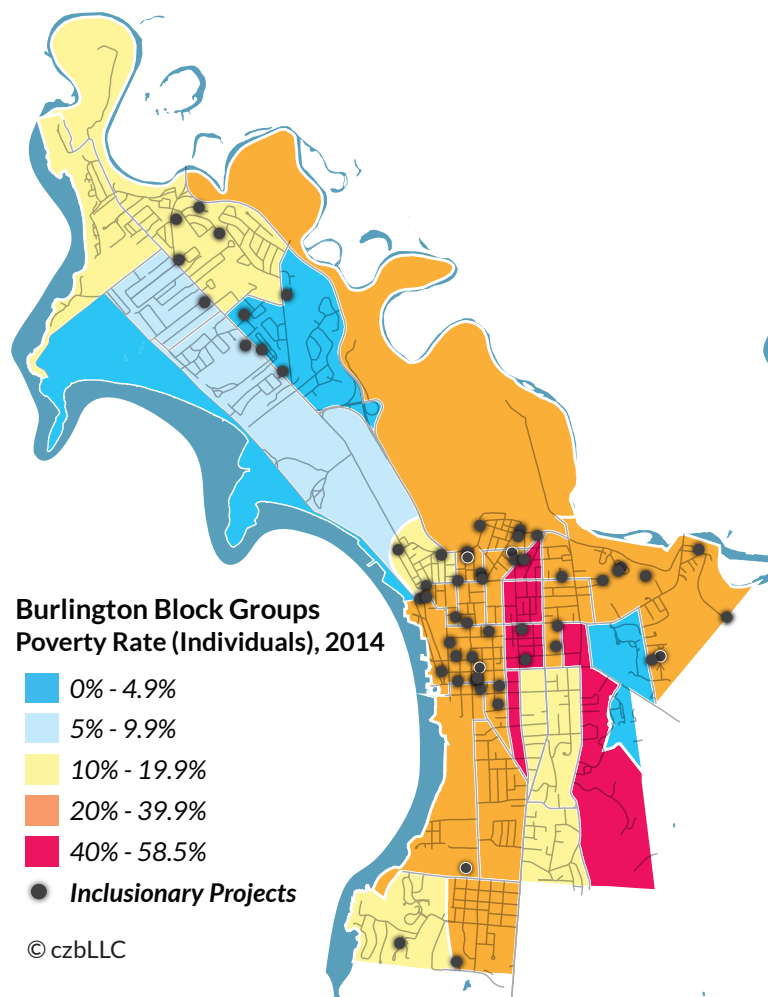 Burlington Block Groups
Poverty Rate (Individuals), 2014
0% - 4.9%
5% - 9.9%
10% - 19.9%
20% - 39.9%
40% - 58.5%
Inclusionary Projects
© czbLLC